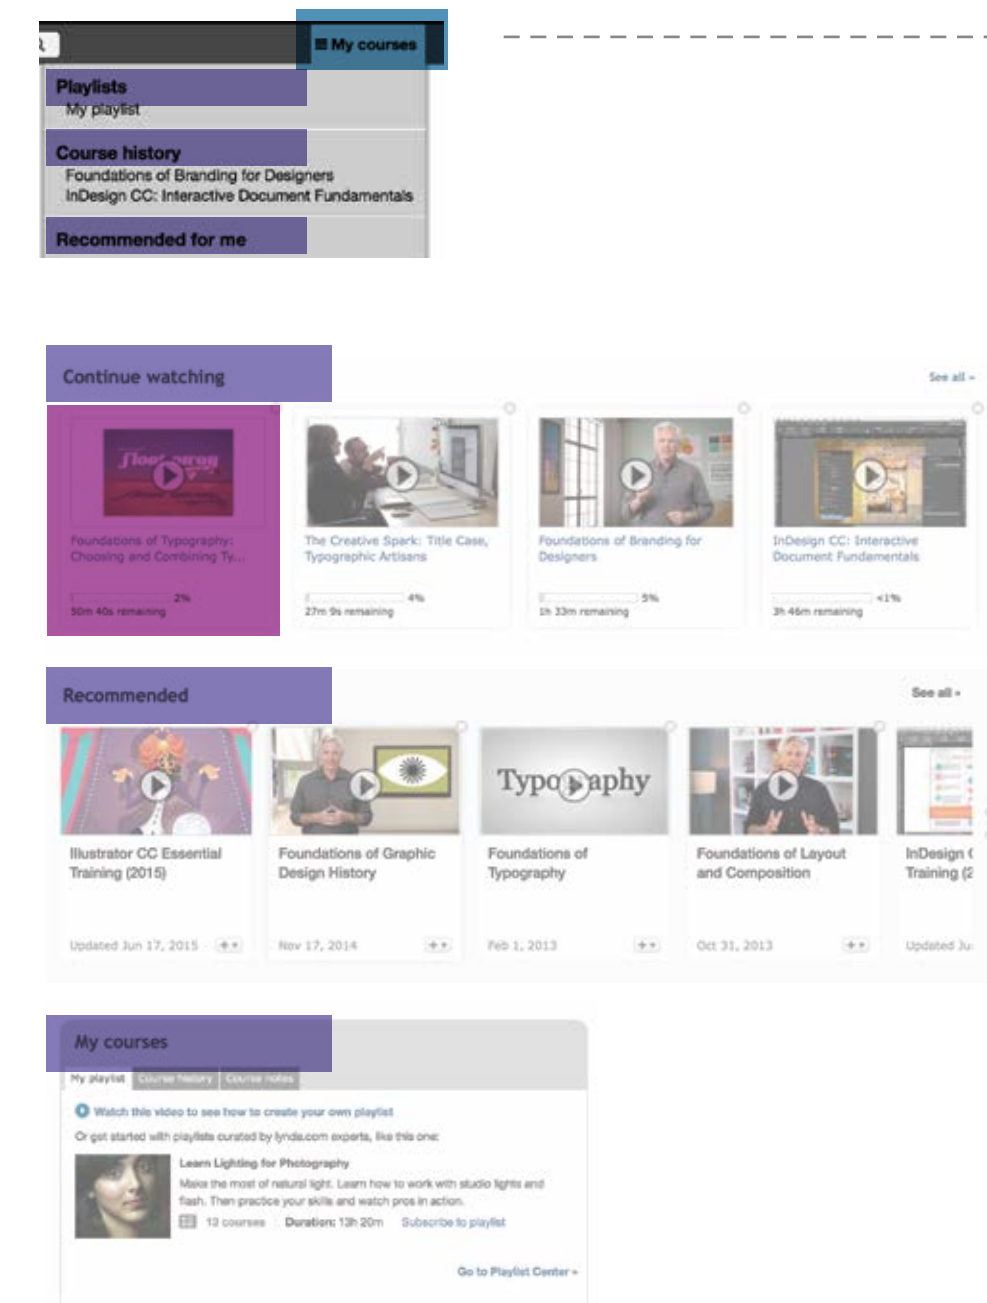 My courses
Playlists
My playlist
Course history
Foundations of Branding for Designers
InDesign CC: Interactive Document Fundamentals
Recommended for me
Continue watching
See all »
Foundations of Typography:
Choosing and Combining Ty...
2%
50m 40s remaining
The Creative Spark: Title Case,
Typographic Artisans
4%
27m 9s remaining
Foundations of Branding for
Designers
5%
1h 33m remaining
InDesign CC: Interactive
Document Fundamentals
<1%
3h 46m remaining
Recommended
See all »
Typography
Illustrator CC Essential
Training (2015)
Updated Jun 17, 2015
Foundations of Graphic
Design History
Nov 17, 2014
Foundations of
Typography
Feb 1, 2013
Foundations of Layout
and Composition
Oct 31, 2013
InDesign
Training (2
Updated Ju
My courses
My playlist Course history Course notes
Watch this video to see how to create your own playlist
Or get started with playlists curated by lynda.com experts, like this one:
Learn Lighting for Photography
Make the most of natural light. Learn how to work with studio lights and
flash. Then practice your skills and watch pros in action.
13 courses Duration: 13h 20m Subscribe to playlist
Go to Playlist Center »